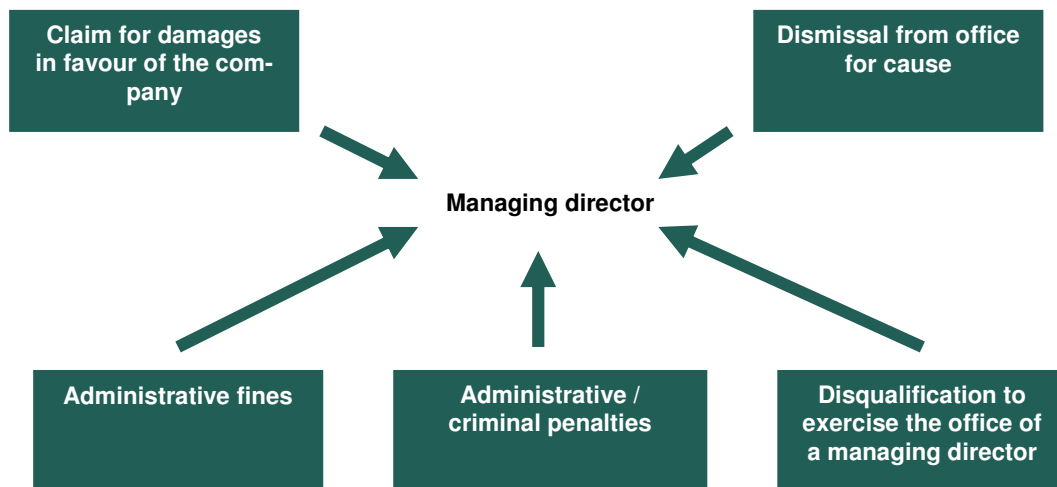 Claim for damages
in favour of the com-
pany
Dismissal from office
for cause
Managing director
Administrative fines
Administrative /
criminal penalties
Disqualification to
exercise the office of
a managing director